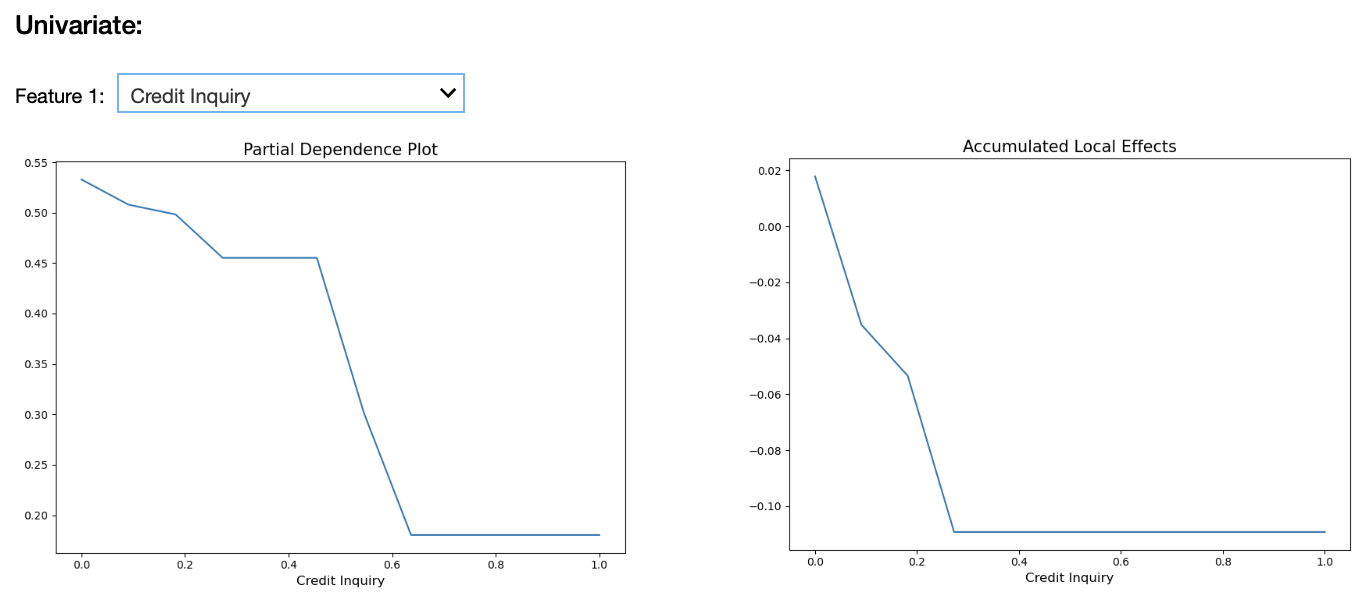 Univariate:
Feature 1: Credit Inquiry
Partial Dependence Plot
0.55
0.50
0.45
0.40
0.35
0.30
0.25
0.20
0.0 0.2 0.4 0.6 0.8 1.0
Credit Inquiry
Accumulated Local Effects
0.02
0.00
−0.02
−0.04
−0.06
−0.08
−0.10
0.0 0.2 0.4 0.6 0.8 1.0
Credit Inquiry